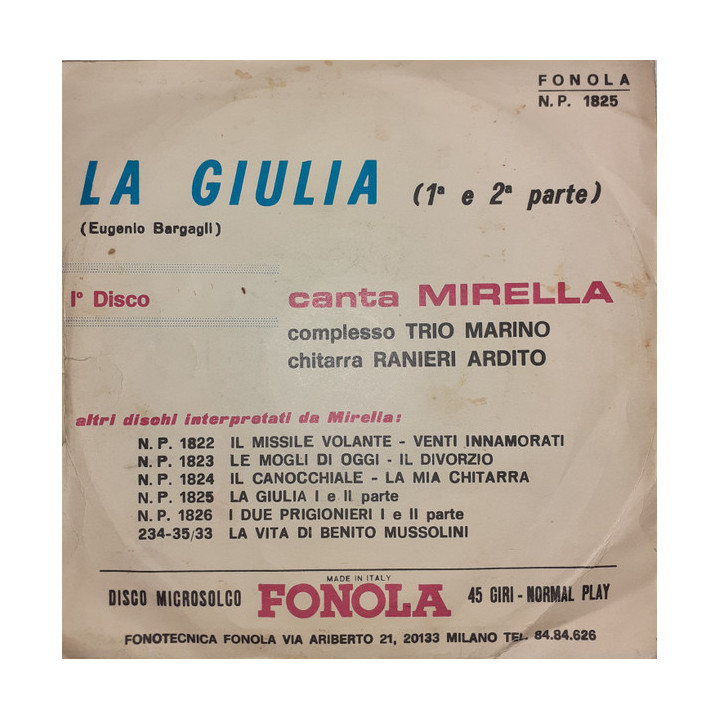 FONOLA
N.P. 1825
LA GIULIA (1ª e 2ª parte)
(Eugenio Bargagli)
Iº Disco
canta MIRELLA
complesso TRIO MARINO
chitarra RANIERI ARDITO
altri dischi interpretati da Mirella:
N.P. 1822 IL MISSILE VOLANTE - VENTI INNAMORATI
N.P. 1823 LE MOGLI DI OGGI - IL DIVORZIO
N.P. 1824 IL CANOCCHIALE - LA MIA CHITARRA
N.P. 1825 LA GIULIA I e II parte
N.P. 1826 I DUE PRIGIONIERI I e II parte
234-35/33 LA VITA DI BENITO MUSSOLINI
MADE IN ITALY
DISCO MICROSOLCO FONOLA 45 GIRI - NORMAL PLAY
FONOTECNICA FONOLA VIA ARIBERTO 21, 20133 MILANO TEL. 84.84.626